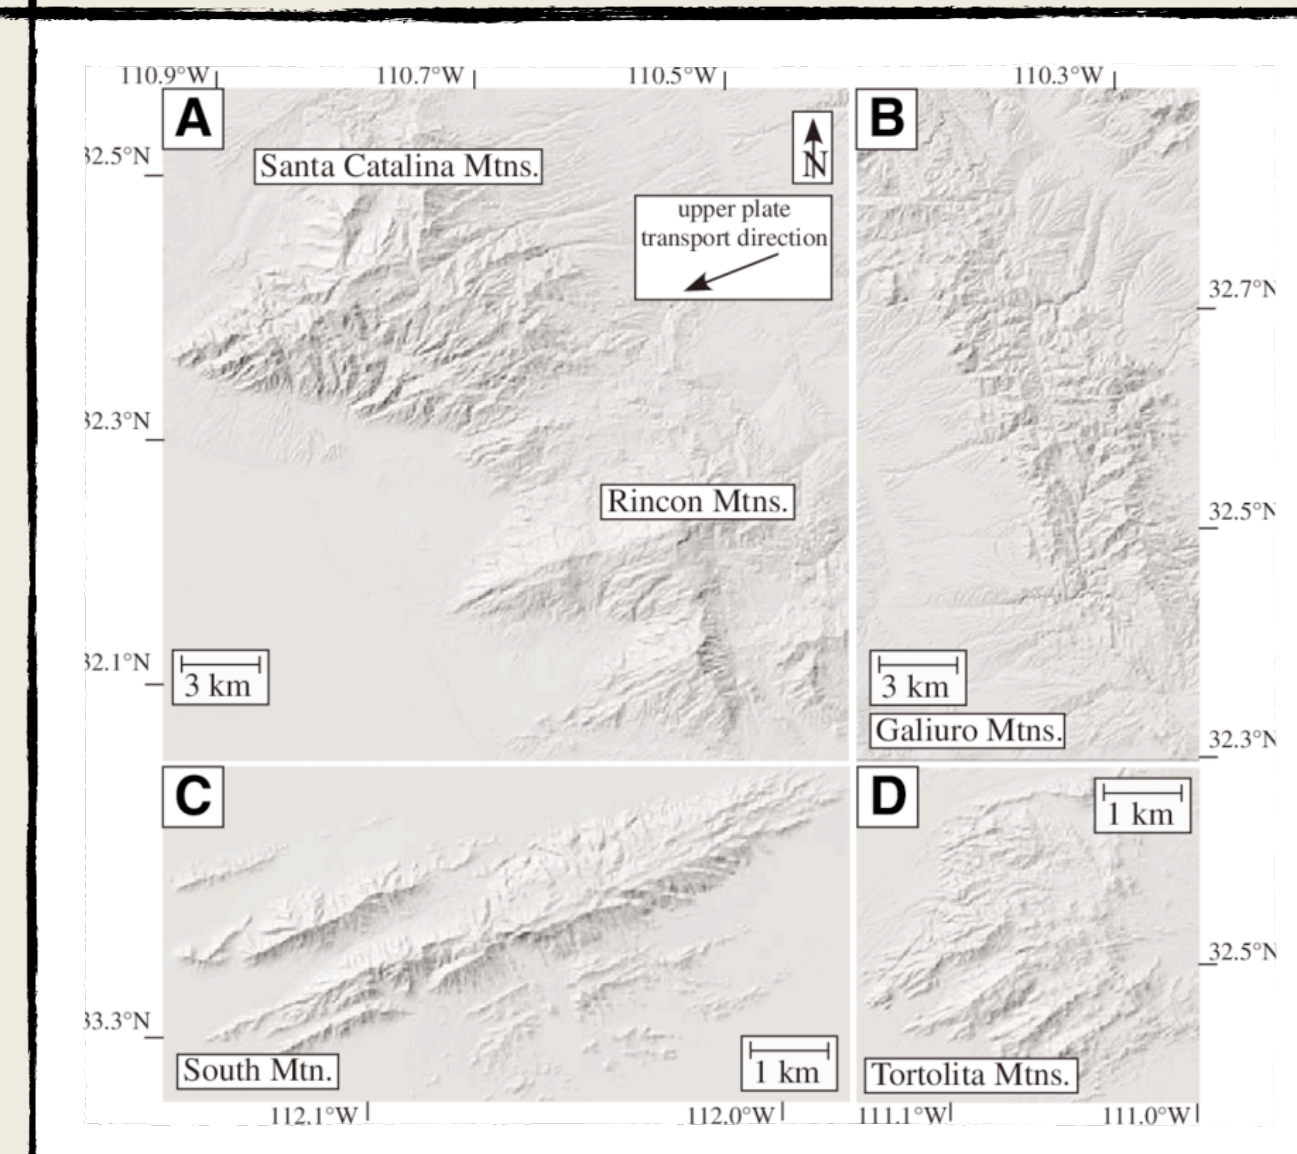 110.9°W
110.7°W
110.5°W
110.3°W
A
B
N
32.5°N
Santa Catalina Mtns.
upper plate
transport direction
32.7°N
32.3°N
Rincon Mtns.
32.5°N
32.1°N
3 km
3 km
Galiuro Mtns.
32.3°N
C
D
1 km
32.5°N
33.3°N
South Mtn.
1 km
Tortolita Mtns.
112.1°W
112.0°W
111.1°W
111.0°W